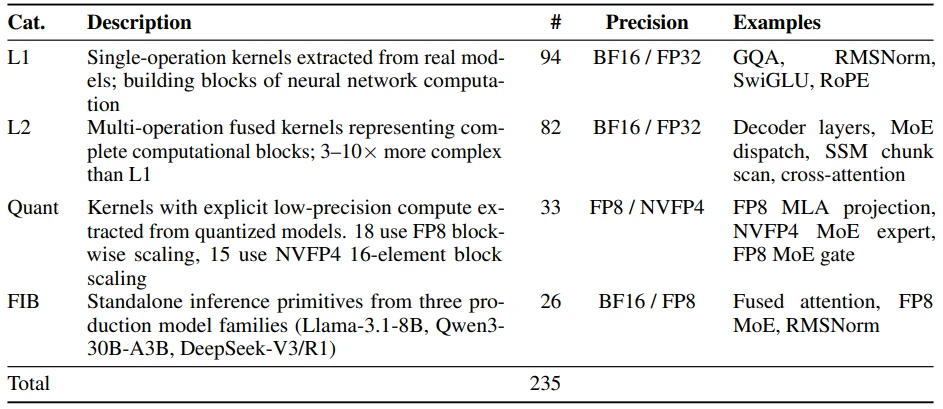 Cat. Description # Precision Examples
L1 Single-operation kernels extracted from real mod- 94 BF16 / FP32 GQA, RMSNorm,
els; building blocks of neural network computa- SwiGLU, RoPE
tion
L2 Multi-operation fused kernels representing com- 82 BF16 / FP32 Decoder layers, MoE
plete computational blocks; 3–10× more complex dispatch, SSM chunk
than L1 scan, cross-attention
Quant Kernels with explicit low-precision compute ex- 33 FP8 / NVFP4 FP8 MLA projection,
tracted from quantized models. 18 use FP8 block- NVFP4 MoE expert,
wise scaling, 15 use NVFP4 16-element block FP8 MoE gate
scaling
FIB Standalone inference primitives from three pro- 26 BF16 / FP8 Fused attention, FP8
duction model families (Llama-3.1-8B, Qwen3- MoE, RMSNorm
30B-A3B, DeepSeek-V3/R1)
Total 235